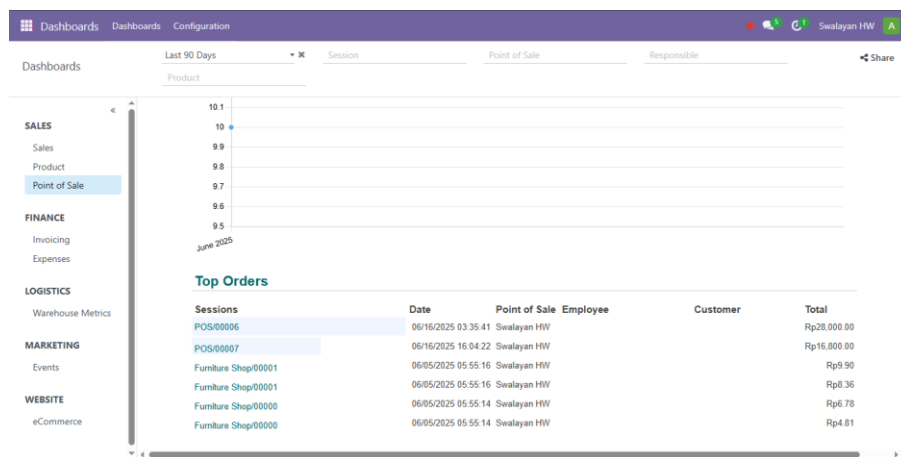 Dashboards Dashboards Configuration 5 1 Swalayan HW A
Dashboards
Last 90 Days Session Point of Sale Responsible
Share
Product
SALES
Sales
Product
Point of Sale
FINANCE
Invoicing
Expenses
LOGISTICS
Warehouse Metrics
MARKETING
Events
WEBSITE
eCommerce
10.1
10
9.9
9.8
9.7
9.6
9.5
June 2025
Top Orders
Sessions Date Point of Sale Employee Customer Total
POS/00006 06/16/2025 03:35:41 Swalayan HW Rp28,000.00
POS/00007 06/16/2025 16:04:22 Swalayan HW Rp16,800.00
Furniture Shop/00001 06/05/2025 05:55:16 Swalayan HW Rp9.90
Furniture Shop/00001 06/05/2025 05:55:16 Swalayan HW Rp8.36
Furniture Shop/00000 06/05/2025 05:55:14 Swalayan HW Rp6.78
Furniture Shop/00000 06/05/2025 05:55:14 Swalayan HW Rp4.81